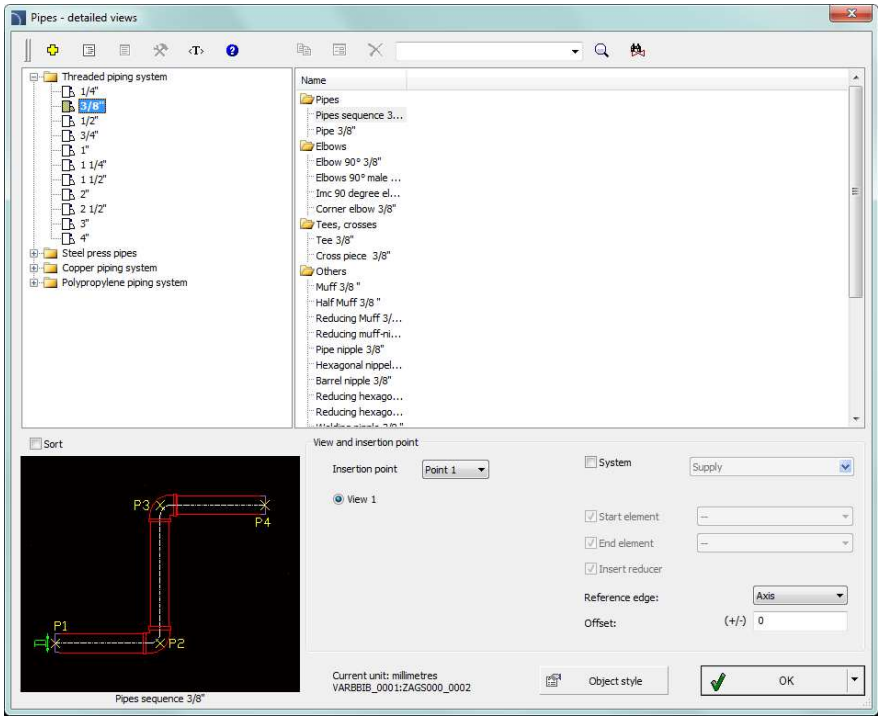 Pipes - detailed views
‹T›
Threaded piping system
1/4"
3/8"
1/2"
3/4"
1"
1 1/4"
1 1/2"
2"
2 1/2"
3"
4"
Steel press pipes
Copper piping system
Polypropylene piping system
Name
Pipes
Pipes sequence 3...
Pipe 3/8"
Elbows
Elbow 90° 3/8"
Elbows 90° male ...
Imc 90 degree el...
Corner elbow 3/8"
Tees, crosses
Tee 3/8"
Cross piece 3/8"
Others
Muff 3/8 "
Half Muff 3/8 "
Reducing Muff 3/...
Reducing muff-ni...
Pipe nipple 3/8"
Hexagonal nippel...
Barrel nipple 3/8"
Reducing hexago...
Reducing hexago...
Sort
P3
P4
P1
P2
Pipes sequence 3/8"
View and insertion point
Insertion point Point 1
View 1
System Supply
Start element --
End element --
Insert reducer
Reference edge: Axis
Offset: (+/-) 0
Current unit: millimetres
VARBBIB_0001:ZAGS000_0002
Object style
OK